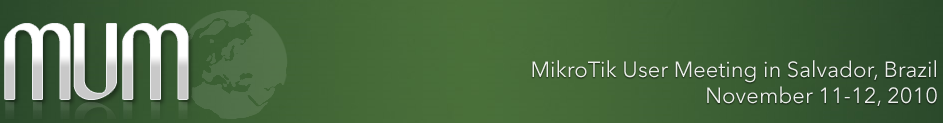 mum
MikroTik User Meeting in Salvador, Brazil
November 11-12, 2010